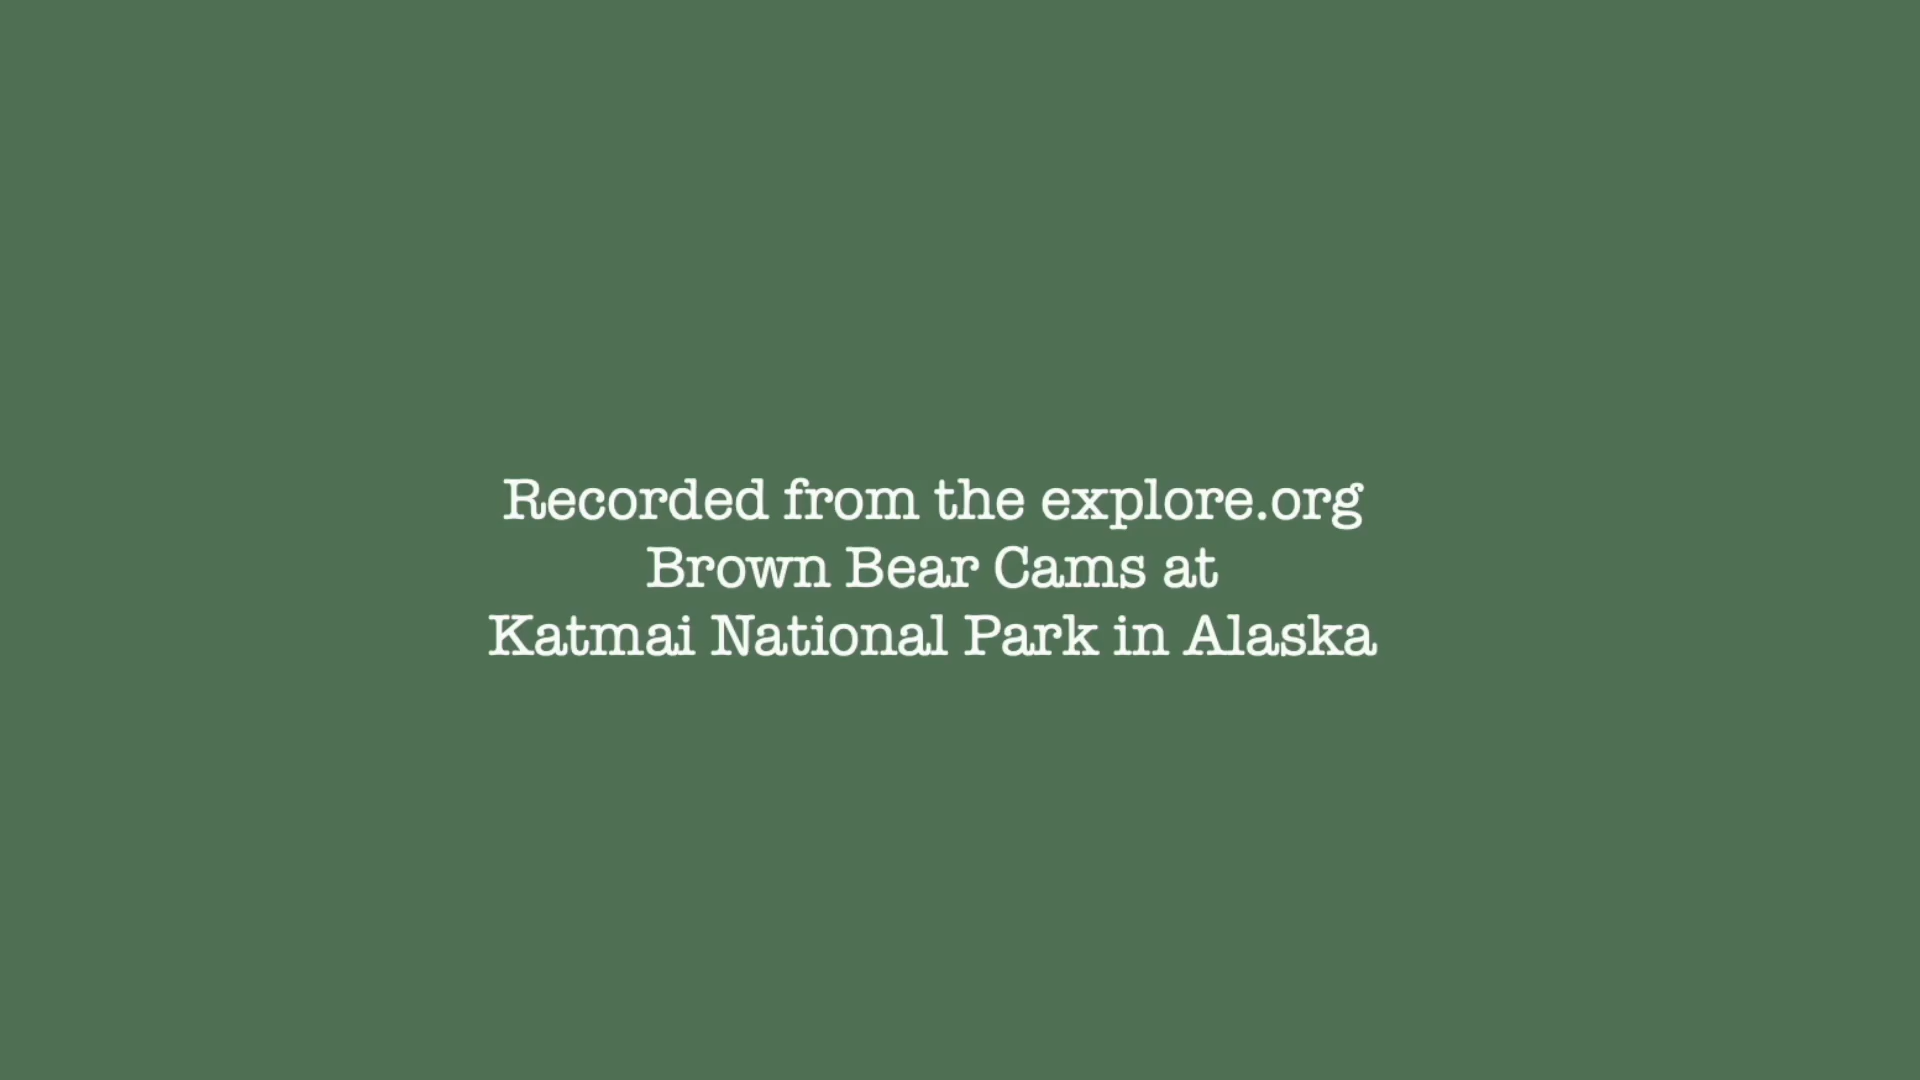 Recorded from the explore.org
Brown Bear Cams at
Katmai National Park in Alaska